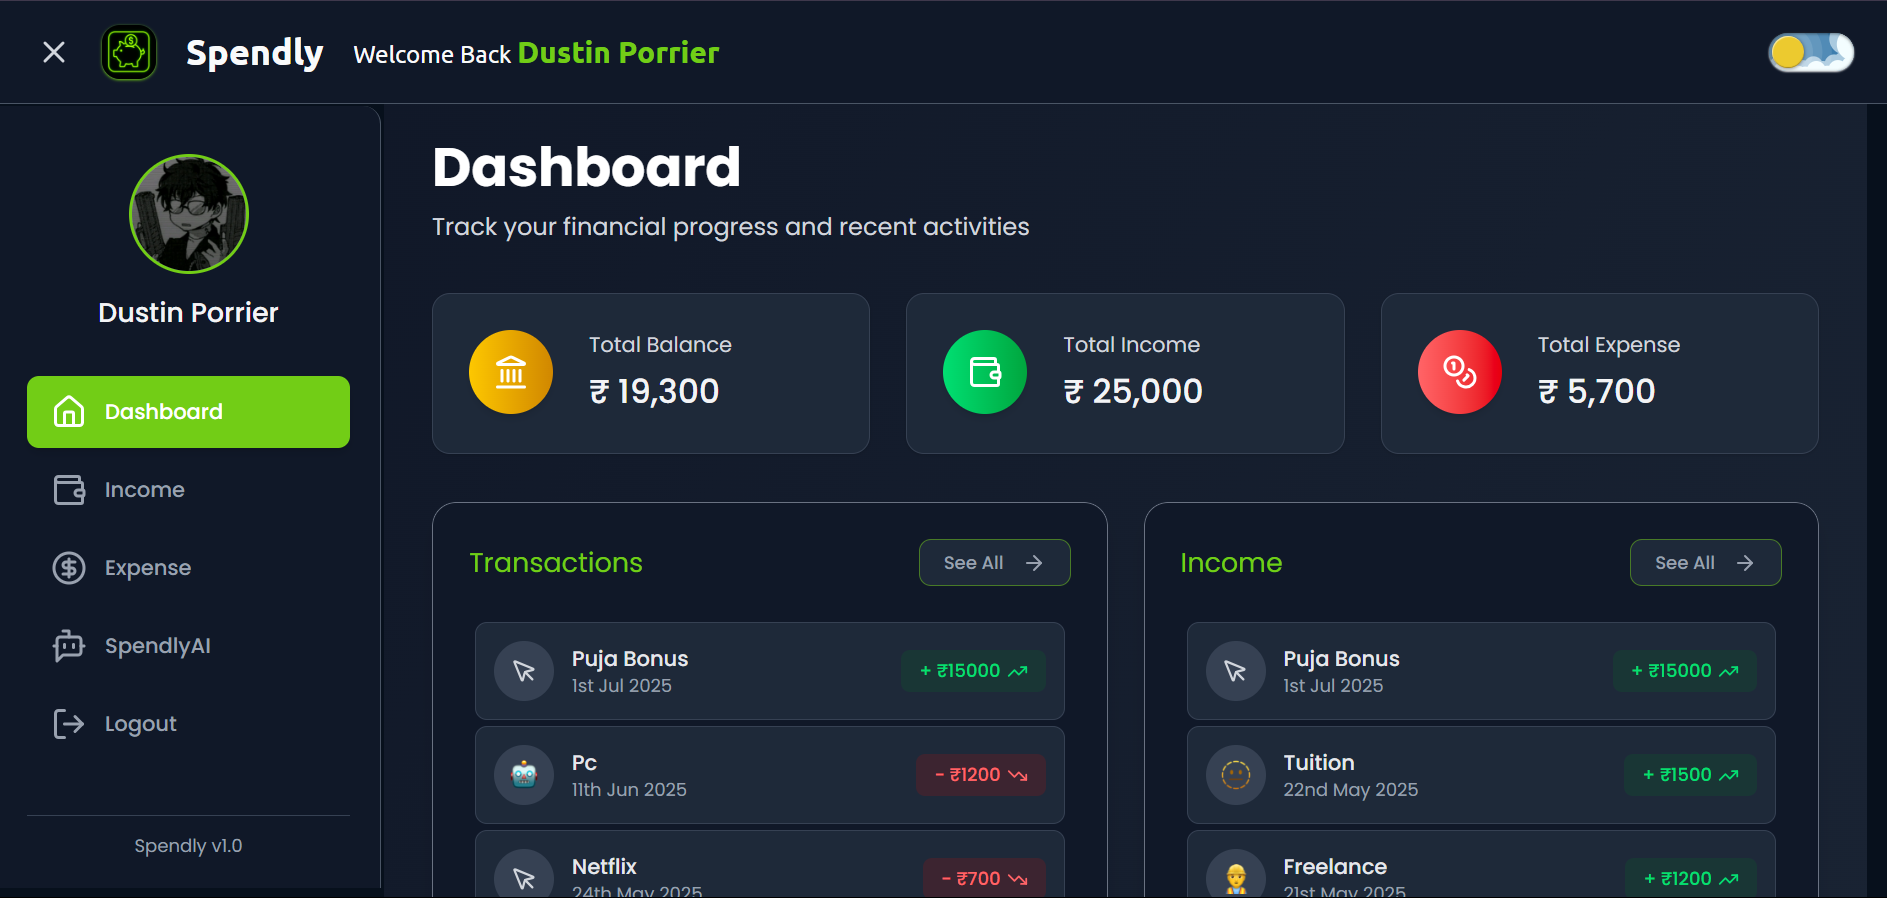 Spendly
Welcome Back Dustin Porrier
Dustin Porrier
Dashboard
Income
Expense
SpendlyAI
Logout
Spendly v1.0
Dashboard
Track your financial progress and recent activities
Total Balance
₹ 19,300
Total Income
₹ 25,000
Total Expense
₹ 5,700
Transactions
See All
Puja Bonus
1st Jul 2025
+ ₹15000
Pc
11th Jun 2025
- ₹1200
Netflix
24th May 2025
- ₹700
Income
See All
Puja Bonus
1st Jul 2025
+ ₹15000
Tuition
22nd May 2025
+ ₹1500
Freelance
21st May 2025
+ ₹1200